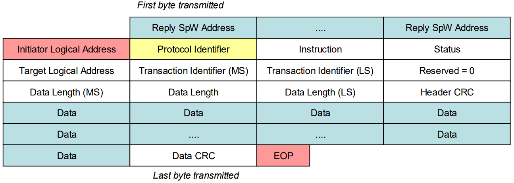 First byte transmitted
Reply SpW Address .... Reply SpW Address
Initiator Logical Address Protocol Identifier Instruction Status
Target Logical Address Transaction Identifier (MS) Transaction Identifier (LS) Reserved = 0
Data Length (MS) Data Length Data Length (LS) Header CRC
Data Data Data Data
Data .... .... Data
Data Data CRC EOP
Last byte transmitted